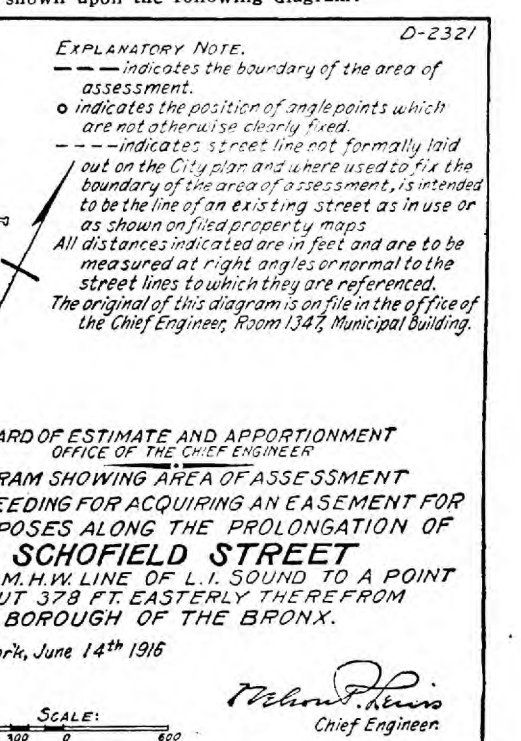 shown upon the following diagram:
D-2321
EXPLANATORY NOTE.
— — — indicates the boundary of the area of
assessment.
o indicates the position of angle points which
are not otherwise clearly fixed.
- - - - indicates street line not formally laid
out on the City plan and where used to fix the
boundary of the area of assessment, is intended
to be the line of an existing street as in use or
as shown on filed property maps
All distances indicated are in feet and are to be
measured at right angles or normal to the
street lines to which they are referenced.
The original of this diagram is on file in the office of
the Chief Engineer, Room 1347, Municipal Building.
ARD OF ESTIMATE AND APPORTIONMENT
OFFICE OF THE CHIEF ENGINEER
RAM SHOWING AREA OF ASSESSMENT
EEDING FOR ACQUIRING AN EASEMENT FOR
POSES ALONG THE PROLONGATION OF
SCHOFIELD STREET
M.H.W. LINE OF L.I. SOUND TO A POINT
UT 378 FT. EASTERLY THEREFROM
BOROUGH OF THE BRONX.
ork, June 14th 1916
Nelson P. Lewis
Chief Engineer.
SCALE:
300 0 600